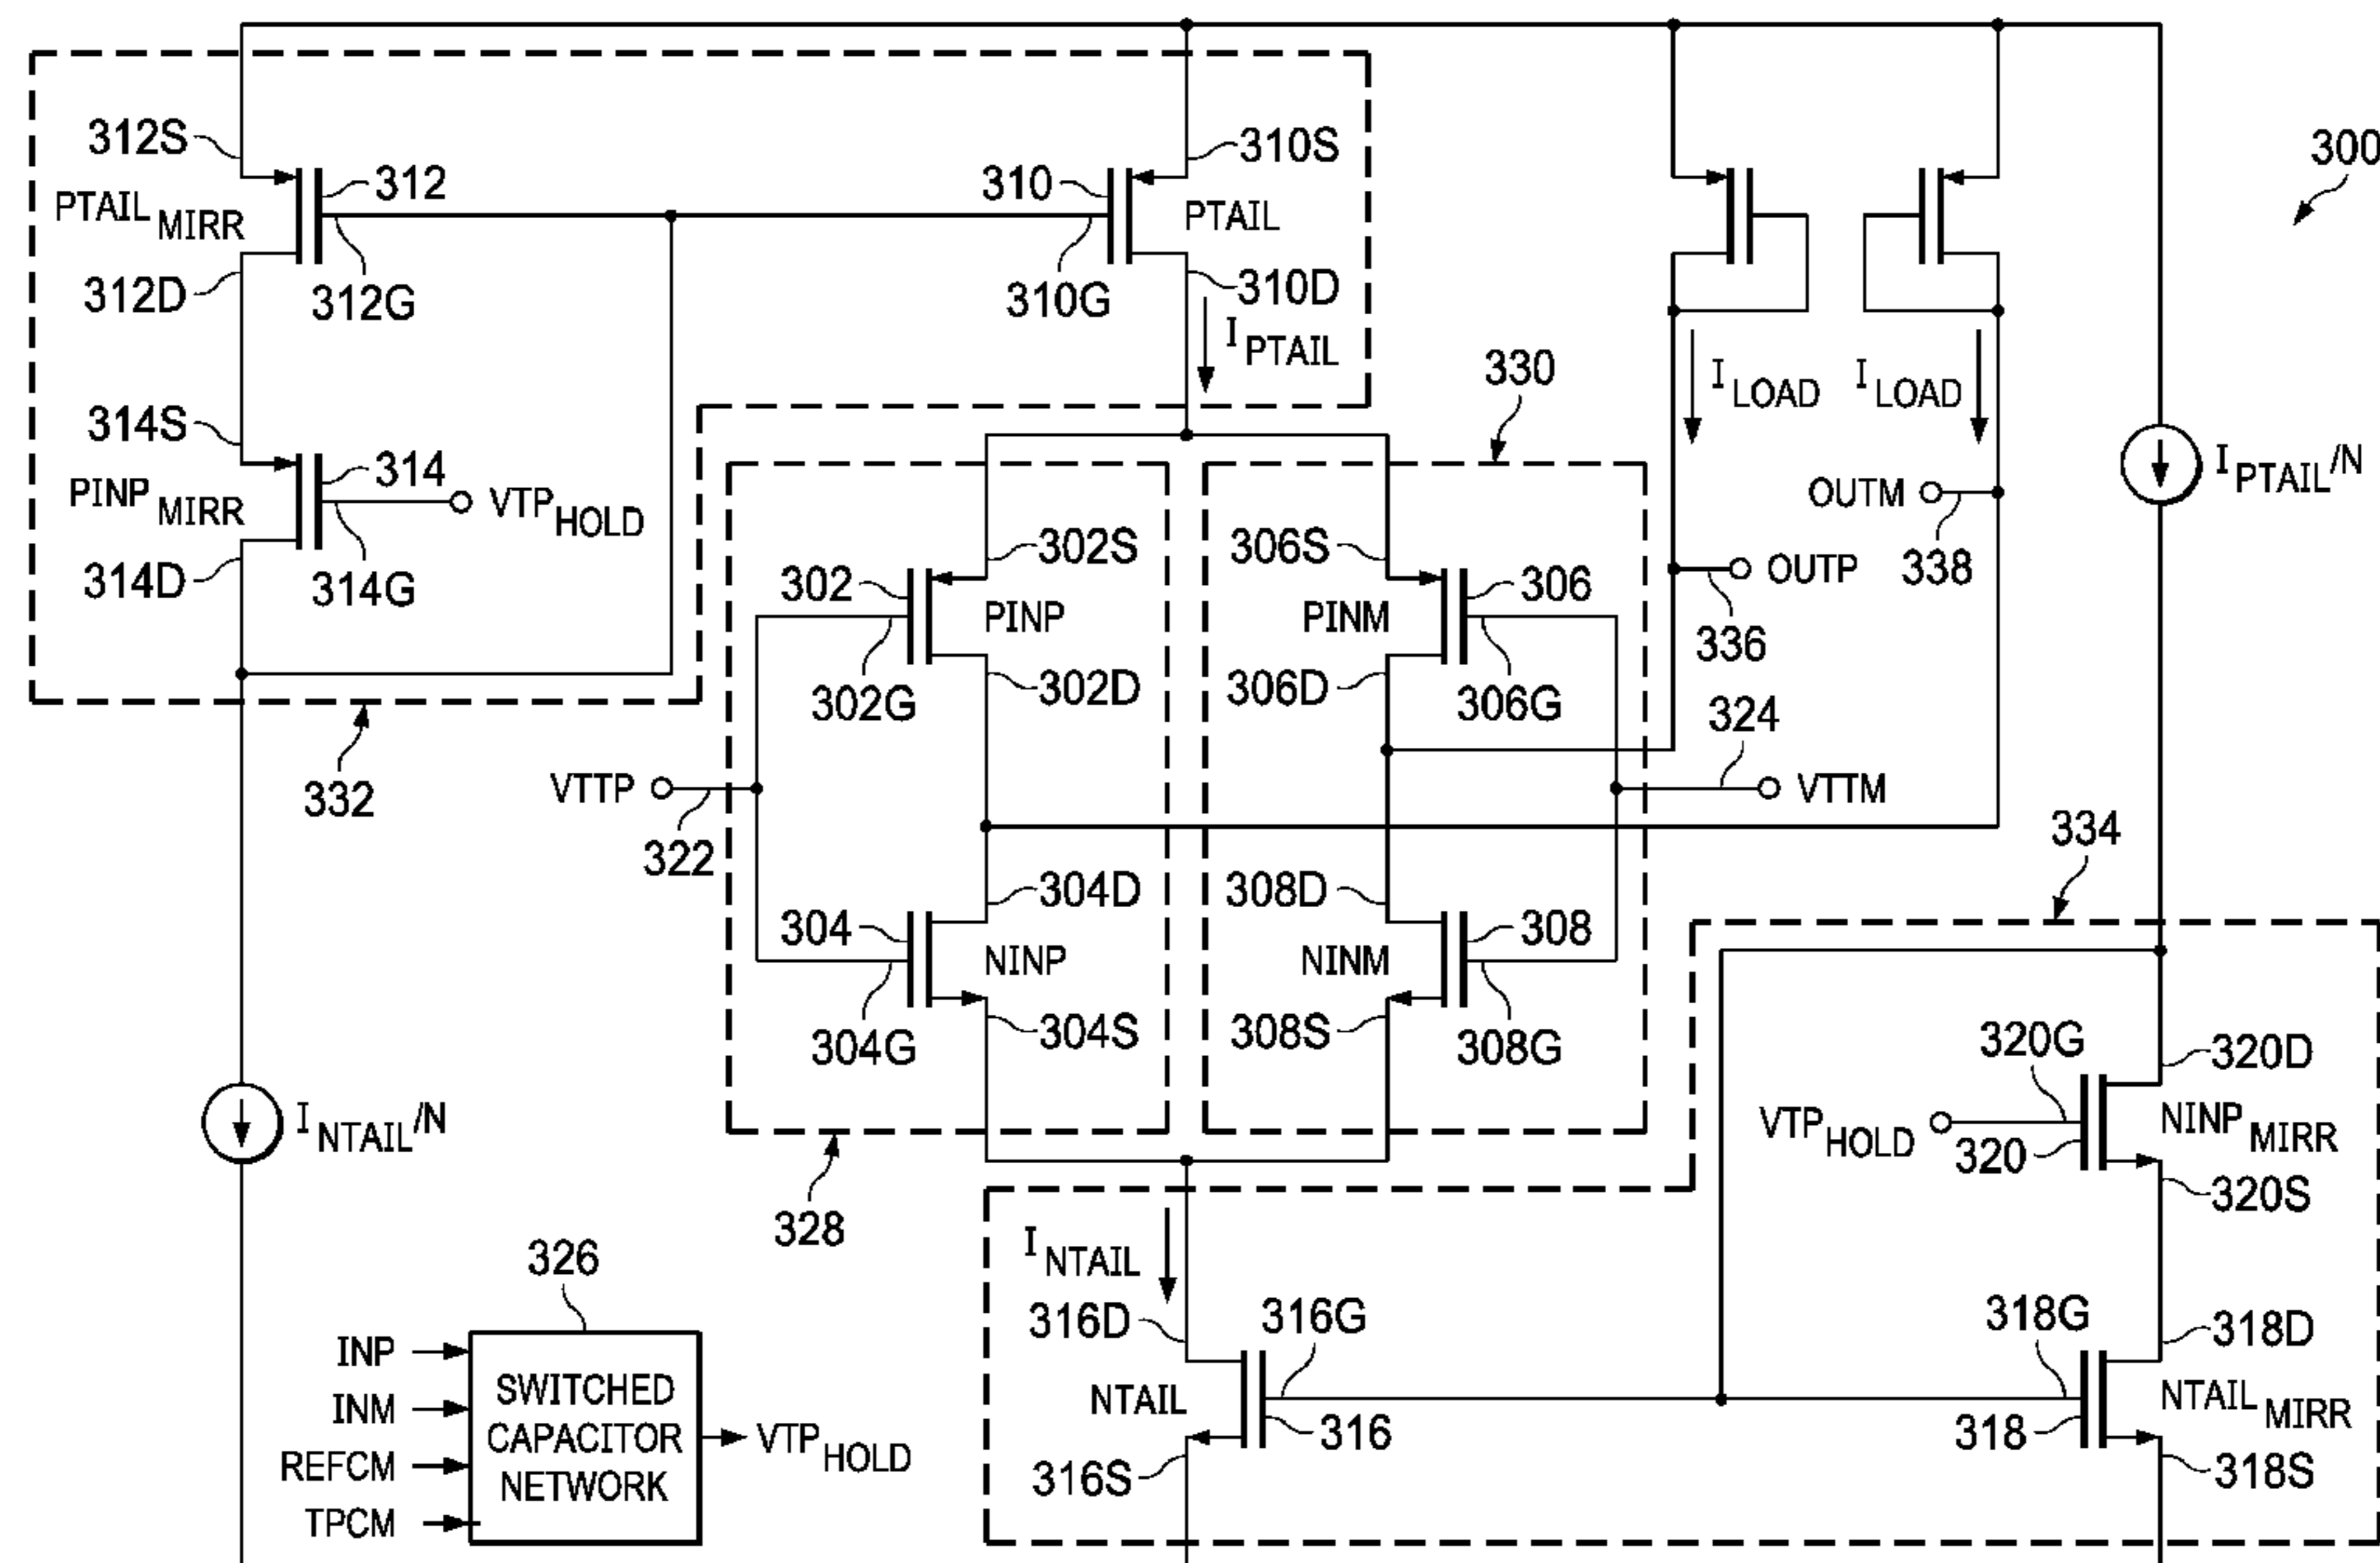 300
312S
312
PTAIL MIRR
312D
312G
310S
310
PTAIL
310G
310D
I PTAIL
314S
314
PINP MIRR
VTP HOLD
314D
314G
332
330
I LOAD
I LOAD
I PTAIL/N
OUTM
338
OUTP
336
302S
302
PINP
302G
302D
306S
306
PINM
306D
306G
324
VTTP
322
VTTM
334
304D
304
NINP
304G
304S
308D
308
NINM
308S
308G
I NTAIL/N
328
320G
320D
VTP HOLD
320
NINP MIRR
320S
I NTAIL
316D
316G
NTAIL
316
316S
318G
318D
318
NTAIL MIRR
318S
326
INP
INM
REFCM
TPCM
SWITCHED
CAPACITOR
NETWORK
VTP HOLD